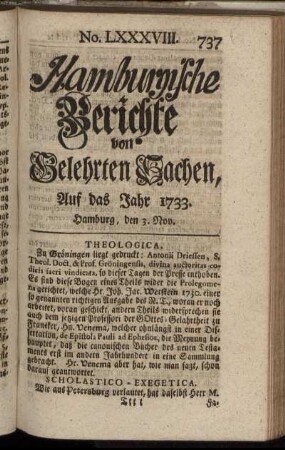 No. LXXXVIII.
737
Hamburgische
Berichte
von
Gelehrten Sachen,
Auf das Jahr 1733.
Hamburg, den 3. Nov.
THEOLOGICA.
Zu Gröningen liegt gedruckt: Antonii Driessen, S.
Theol. Doct. & Prof. Gröningensis, divina auctoritas co-
dicis sacri vindicata, so dieser Tagen der Presse enthoben.
Es sind diese Bogen eines Theils wider die Prolegome-
na gerichtet, welche Hr. Joh. Jac. Wetstein 1730. einer
so genannten richtigen Ausgabe des N. T., woran er noch
arbeitet, voran geschickt, andern Theils widersprechen sie
auch dem jetzigen Professori der Gottes-Gelahrtheit zu
Franeker, Hn. Venema, welcher ohnlängst in einer Dis-
sertation, de Epistola Pauli ad Ephesios, die Meynung be-
hauptet, daß die canonischen Bücher des neuen Testa-
ments erst im andern Jahrhundert in eine Sammlung
gebracht. Hr. Venema aber hat, wie man sagt, schon
darauf geantwortet.
SCHOLASTICO-EXEGETICA.
Wie aus Petersburg verlautet, hat daselbst Herr M.